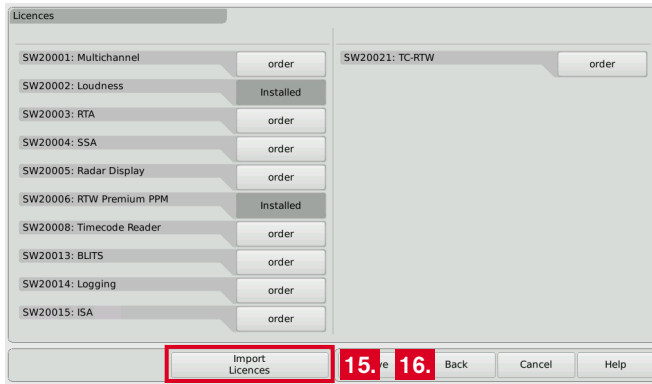 Licences
SW20001: Multichannel
order
SW20002: Loudness
Installed
SW20003: RTA
order
SW20004: SSA
order
SW20005: Radar Display
order
SW20006: RTW Premium PPM
Installed
SW20008: Timecode Reader
order
SW20013: BLITS
order
SW20014: Logging
order
SW20015: ISA
order
SW20021: TC-RTW
order
Import
Licences
15.
16.
Back
Cancel
Help